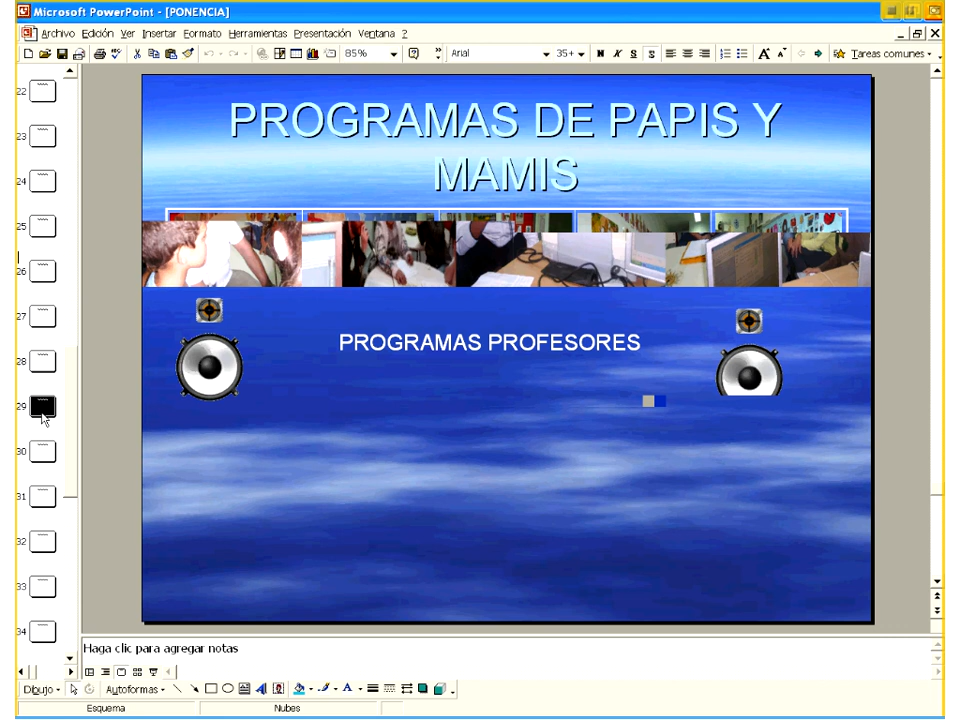 Microsoft PowerPoint - [PONENCIA]
Archivo Edición Ver Insertar Formato Herramientas Presentación Ventana ?
85% Arial 35+ N K S S A A Tareas comunes
22
23
24
25
26
27
28
29
30
31
32
33
34
PROGRAMAS DE PAPIS Y
MAMIS
PROGRAMAS PROFESORES
Haga clic para agregar notas
Dibujo Autoformas
Esquema Nubes